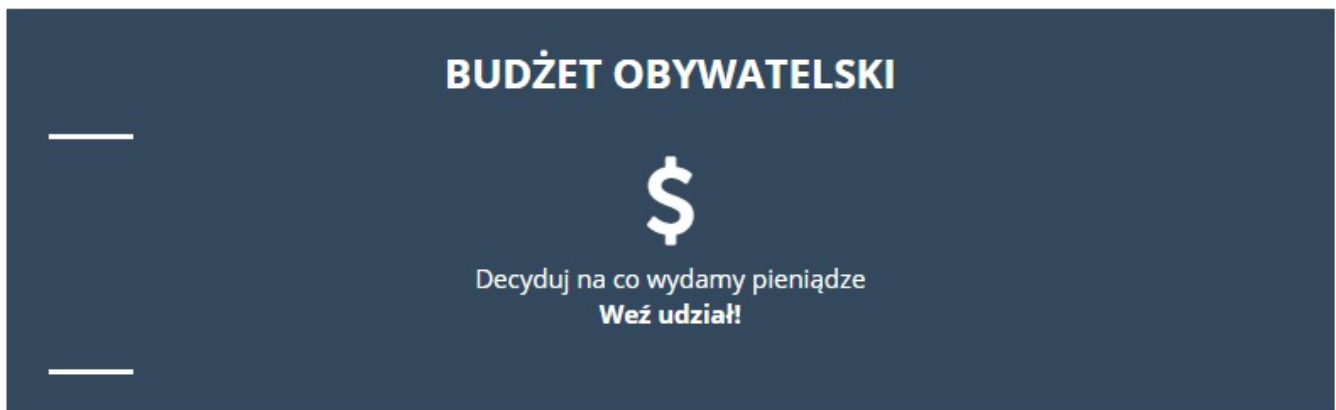 BUDŻET OBYWATELSKI
$
Decyduj na co wydamy pieniądze
Weź udział!